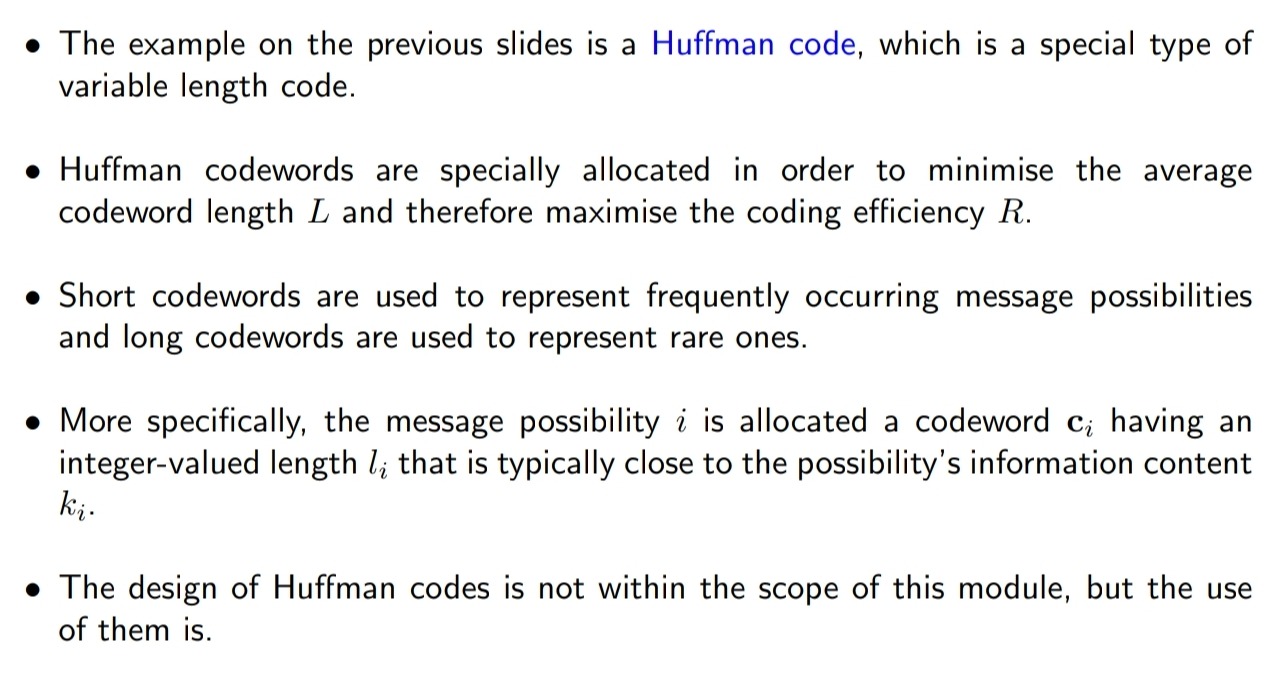 • The example on the previous slides is a Huffman code, which is a special type of
variable length code.
• Huffman codewords are specially allocated in order to minimise the average
codeword length L and therefore maximise the coding efficiency R.
• Short codewords are used to represent frequently occurring message possibilities
and long codewords are used to represent rare ones.
• More specifically, the message possibility i is allocated a codeword cᵢ having an
integer-valued length lᵢ that is typically close to the possibility's information content
kᵢ.
• The design of Huffman codes is not within the scope of this module, but the use
of them is.